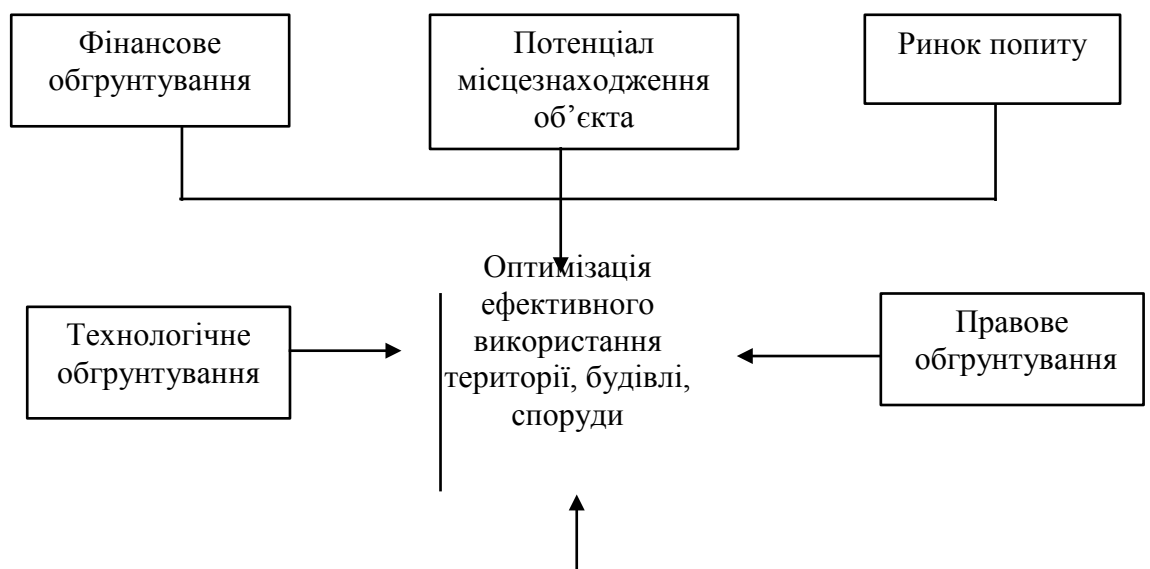 Фінансове
обгрунтування
Потенціал
місцезнаходження
об’єкта
Ринок попиту
Технологічне
обгрунтування
Оптимізація
ефективного
використання
території, будівлі,
споруди
Правове
обгрунтування